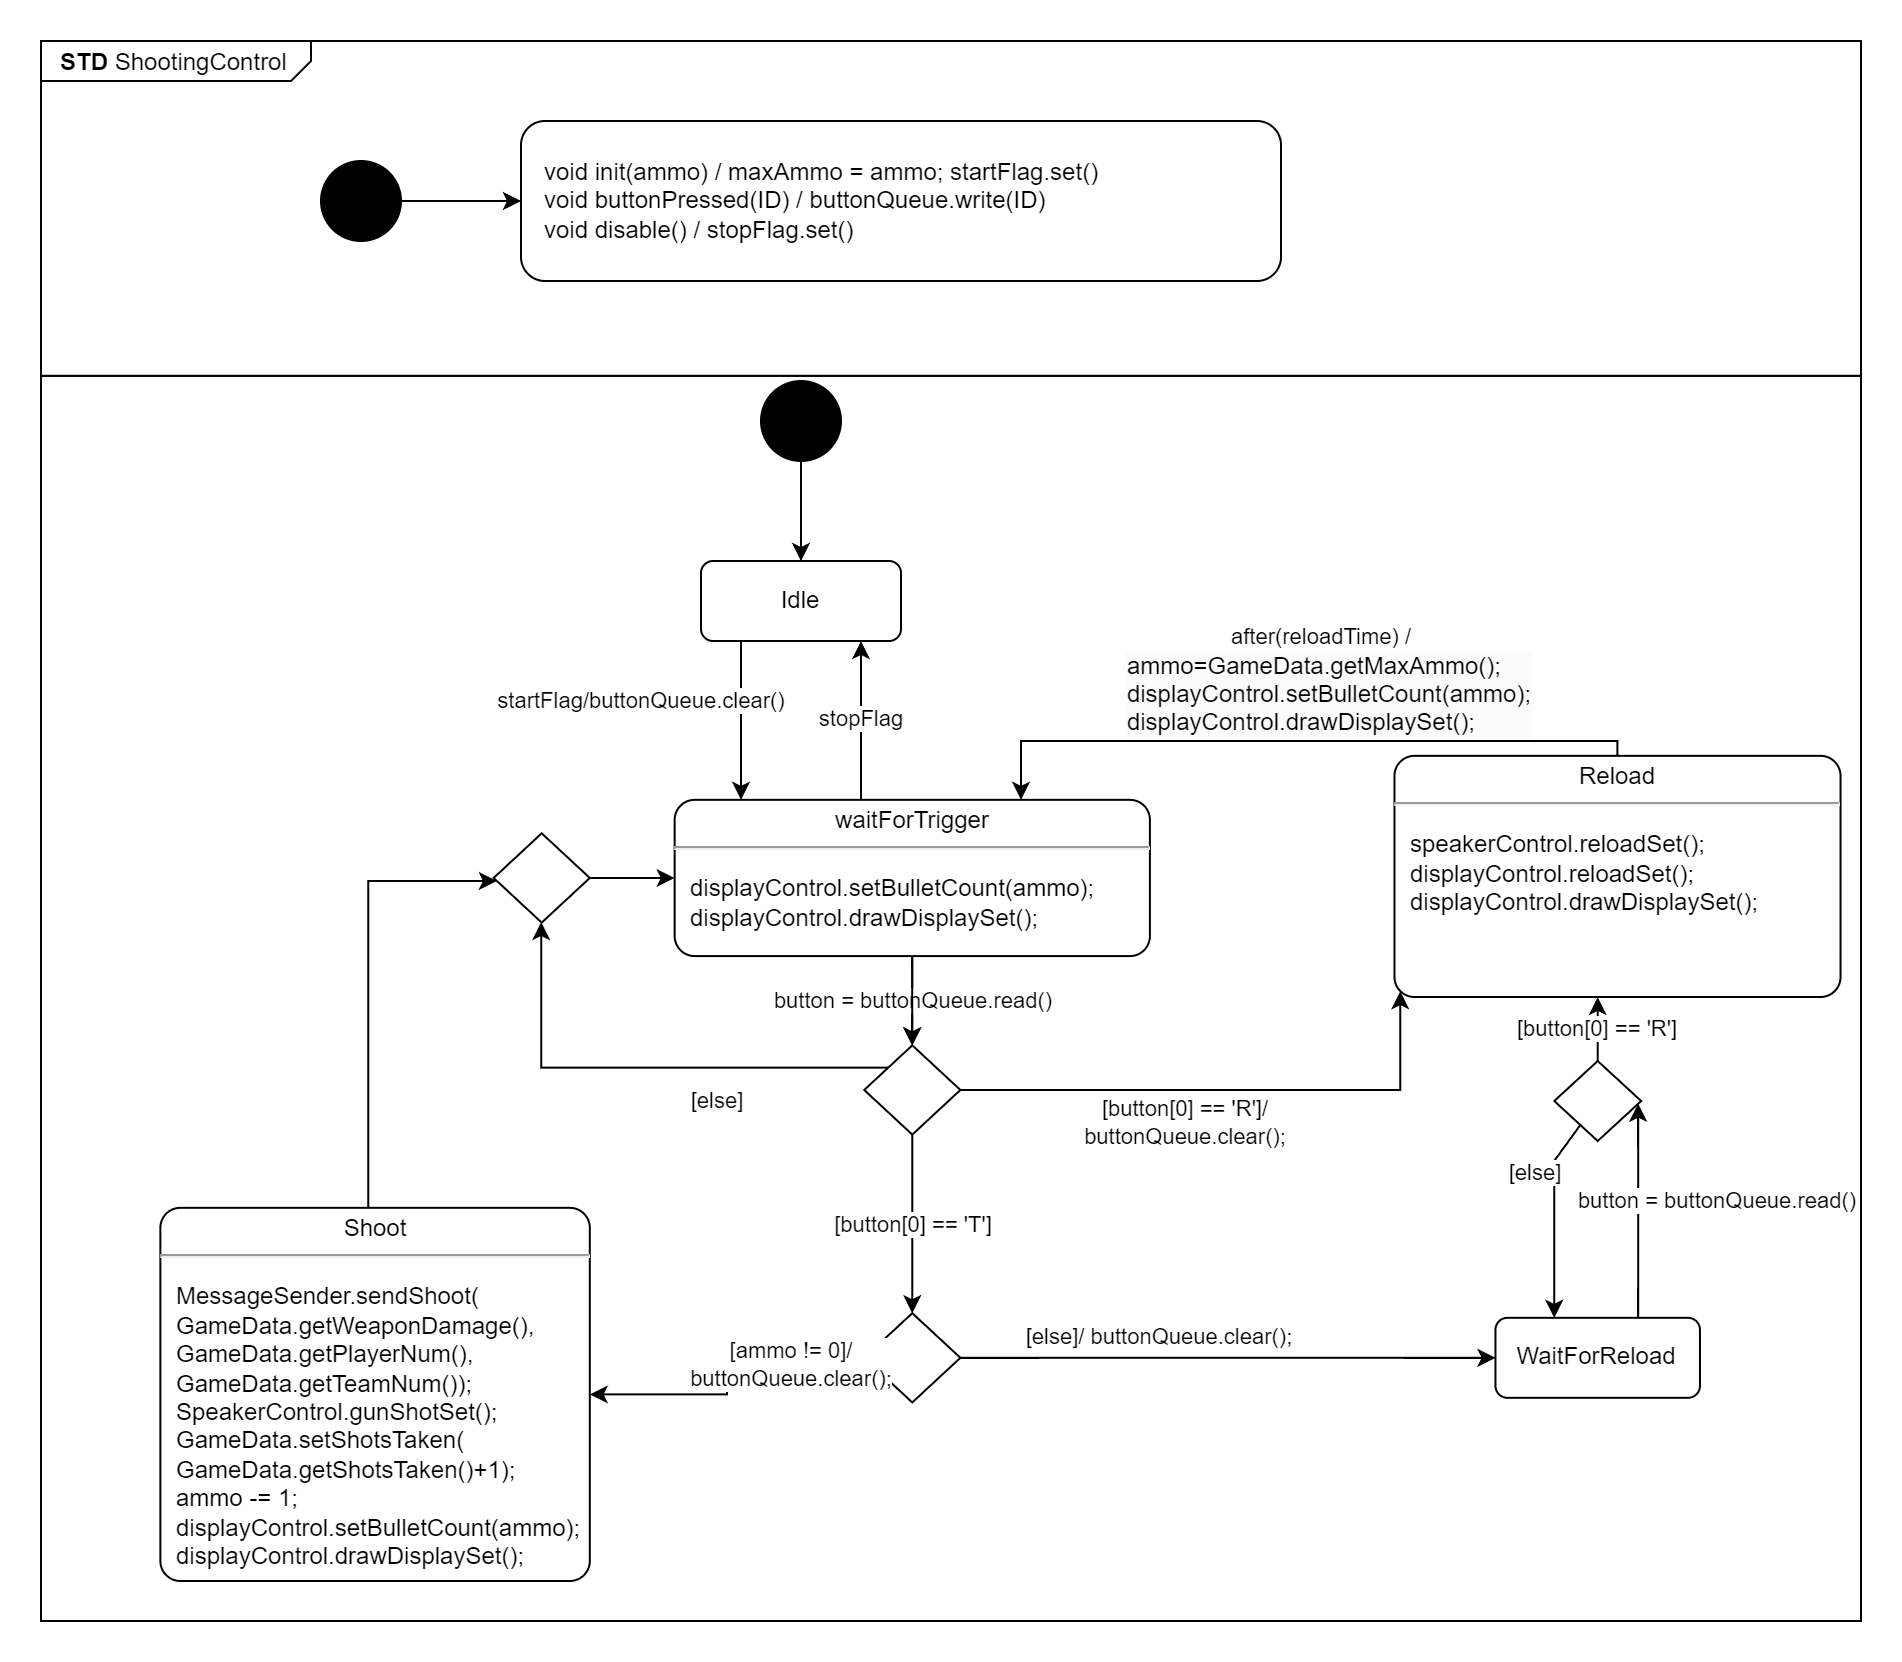 STD ShootingControl
void init(ammo) / maxAmmo = ammo; startFlag.set()
void buttonPressed(ID) / buttonQueue.write(ID)
void disable() / stopFlag.set()
Idle
startFlag/buttonQueue.clear()
stopFlag
after(reloadTime) /
ammo=GameData.getMaxAmmo();
displayControl.setBulletCount(ammo);
displayControl.drawDisplaySet();
waitForTrigger
displayControl.setBulletCount(ammo);
displayControl.drawDisplaySet();
Reload
speakerControl.reloadSet();
displayControl.reloadSet();
displayControl.drawDisplaySet();
button = buttonQueue.read()
[else]
[button[0] == 'R']/
buttonQueue.clear();
[button[0] == 'R']
[else]
button = buttonQueue.read()
[button[0] == 'T']
[ammo != 0]/
buttonQueue.clear();
[else]/ buttonQueue.clear();
WaitForReload
Shoot
MessageSender.sendShoot(
GameData.getWeaponDamage(),
GameData.getPlayerNum(),
GameData.getTeamNum());
SpeakerControl.gunShotSet();
GameData.setShotsTaken(
GameData.getShotsTaken()+1);
ammo -= 1;
displayControl.setBulletCount(ammo);
displayControl.drawDisplaySet();